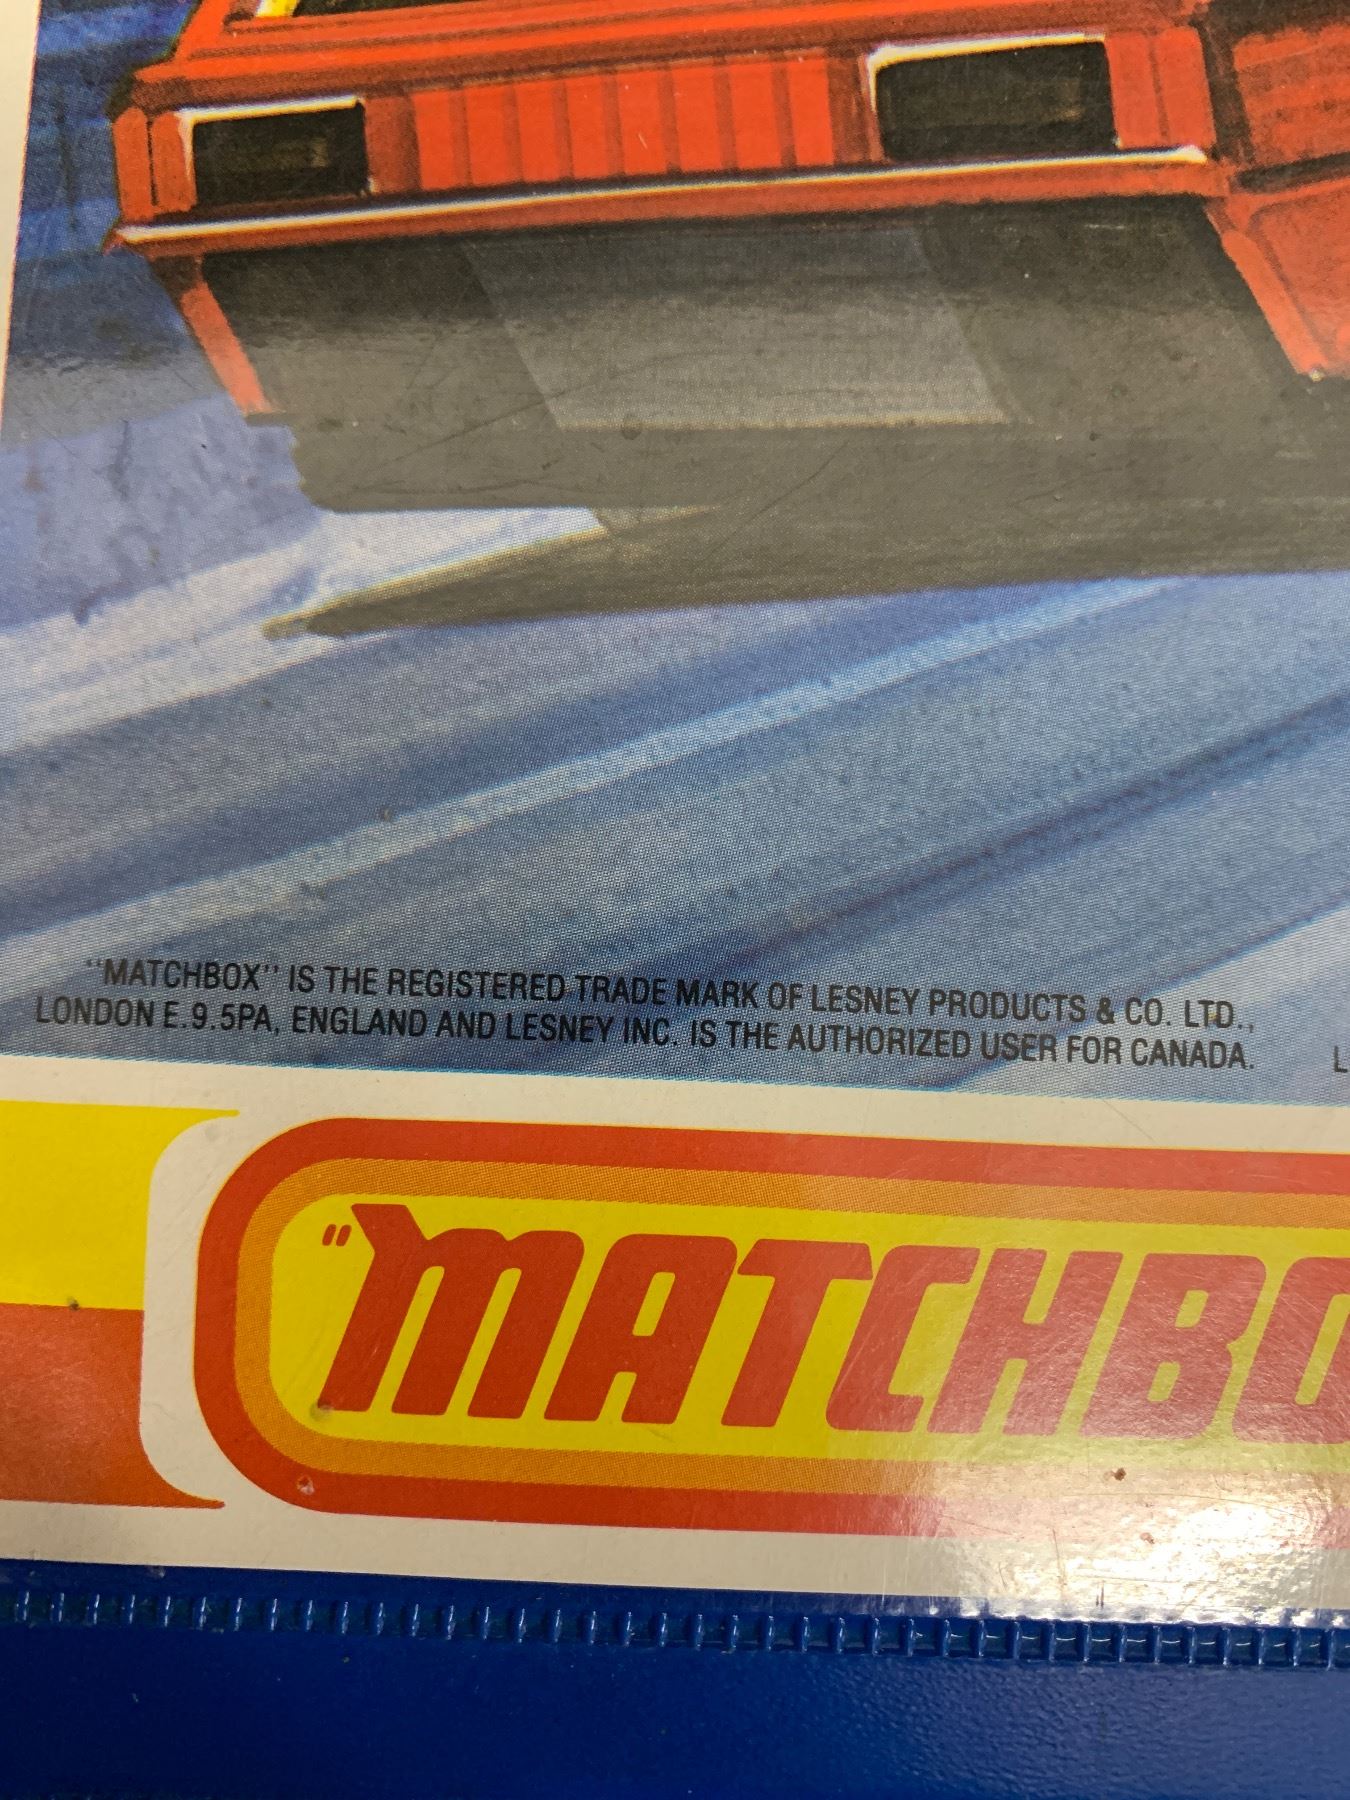 "MATCHBOX" IS THE REGISTERED TRADE MARK OF LESNEY PRODUCTS & CO. LTD.,
LONDON E.9.5PA, ENGLAND AND LESNEY INC. IS THE AUTHORIZED USER FOR CANADA.
L
"MATCHBO